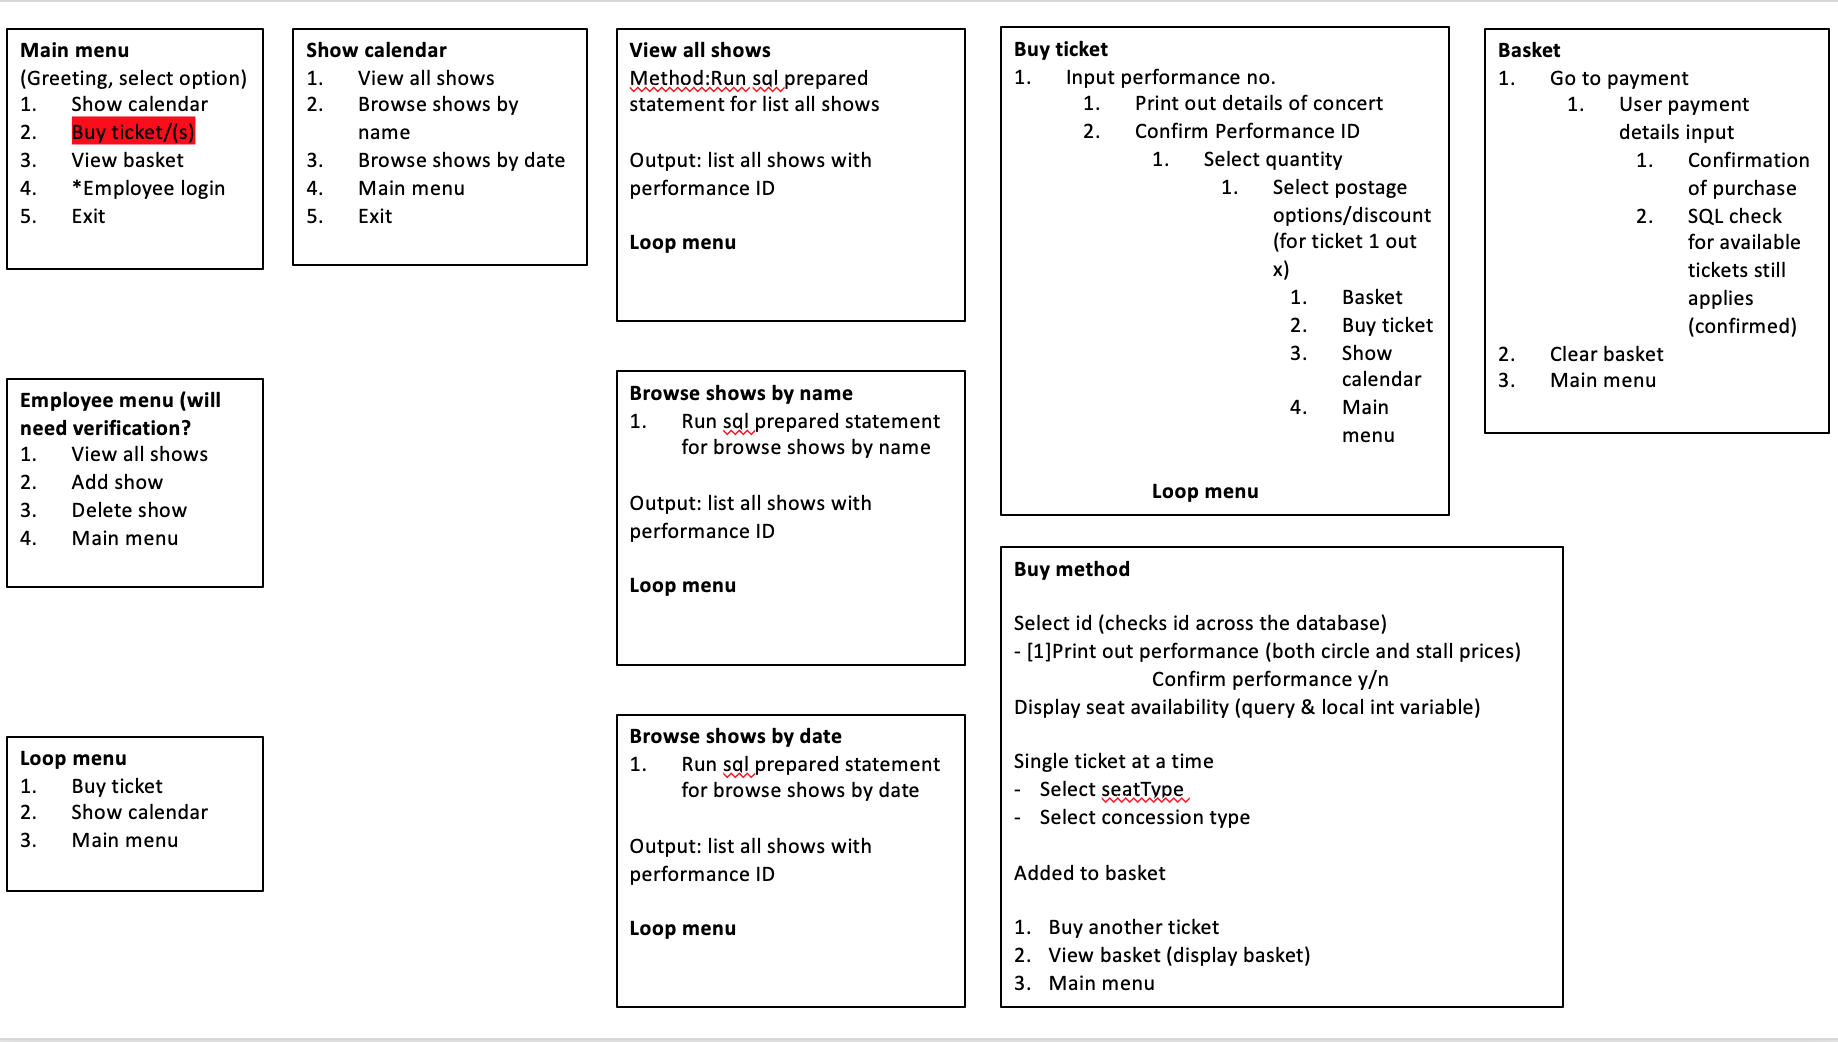 Main menu
(Greeting, select option)
1. Show calendar
2. Buy ticket/(s)
3. View basket
4. *Employee login
5. Exit
Show calendar
1. View all shows
2. Browse shows by
name
3. Browse shows by date
4. Main menu
5. Exit
View all shows
Method:Run sql prepared
statement for list all shows
Output: list all shows with
performance ID
Loop menu
Buy ticket
1. Input performance no.
1. Print out details of concert
2. Confirm Performance ID
1. Select quantity
1. Select postage
options/discount
(for ticket 1 out
x)
1. Basket
2. Buy ticket
3. Show
calendar
4. Main
menu
Loop menu
Basket
1. Go to payment
1. User payment
details input
1. Confirmation
of purchase
2. SQL check
for available
tickets still
applies
(confirmed)
2. Clear basket
3. Main menu
Employee menu (will
need verification?
1. View all shows
2. Add show
3. Delete show
4. Main menu
Browse shows by name
1. Run sql prepared statement
for browse shows by name
Output: list all shows with
performance ID
Loop menu
Buy method
Select id (checks id across the database)
- [1]Print out performance (both circle and stall prices)
Confirm performance y/n
Display seat availability (query & local int variable)
Single ticket at a time
- Select seatType
- Select concession type
Added to basket
1. Buy another ticket
2. View basket (display basket)
3. Main menu
Loop menu
1. Buy ticket
2. Show calendar
3. Main menu
Browse shows by date
1. Run sql prepared statement
for browse shows by date
Output: list all shows with
performance ID
Loop menu